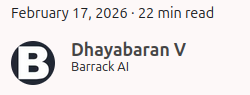 February 17, 2026 · 22 min read
B
Dhayabaran V
Barrack AI